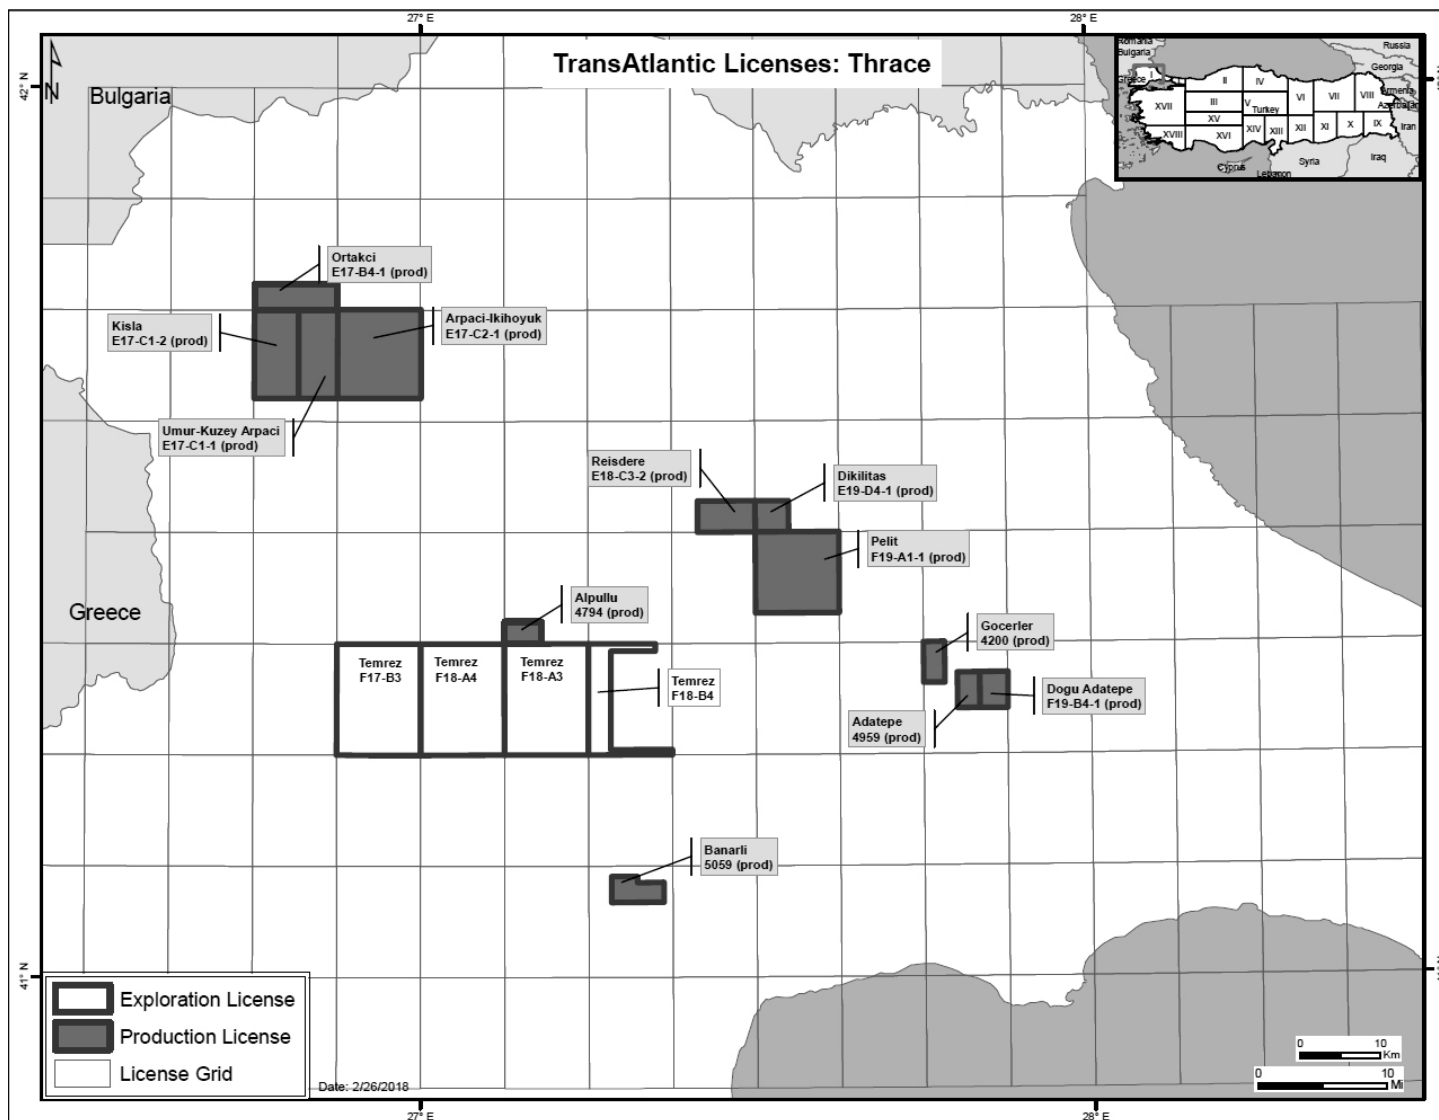 27° E
28° E
TransAtlantic Licenses: Thrace
42° N
N
Bulgaria
Romania
Bulgaria
Greece
Russia
Georgia
Armenia
Azerbaijan
Iran
Iraq
Syria
Lebanon
Cyprus
Turkey
I
II
III
IV
V
VI
VII
VIII
IX
X
XI
XII
XIII
XIV
XV
XVI
XVII
XVIII
Ortakci
E17-B4-1 (prod)
Kisla
E17-C1-2 (prod)
Arpaci-Ikihoyuk
E17-C2-1 (prod)
Umur-Kuzey Arpaci
E17-C1-1 (prod)
Reisdere
E18-C3-2 (prod)
Dikilitas
E19-D4-1 (prod)
Pelit
F19-A1-1 (prod)
Greece
Alpullu
4794 (prod)
Gocerler
4200 (prod)
Temrez
F17-B3
Temrez
F18-A4
Temrez
F18-A3
Temrez
F18-B4
Dogu Adatepe
F19-B4-1 (prod)
Adatepe
4959 (prod)
Banarli
5059 (prod)
41° N
Exploration License
Production License
License Grid
Date: 2/26/2018
0 10
Km
0 10
Mi
27° E
28° E